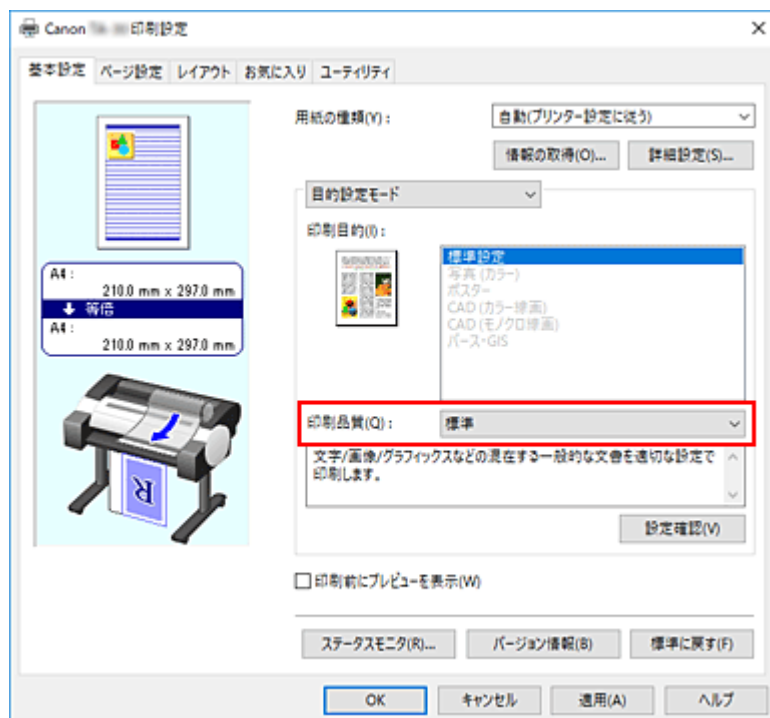 Canon 印刷設定
基本設定 ページ設定 レイアウト お気に入り ユーティリティ
用紙の種類(Y)： 自動(プリンター設定に従う)
情報の取得(O)... 詳細設定(S)...
目的設定モード
印刷目的(I)：
標準設定
写真 (カラー)
ポスター
CAD (カラー線画)
CAD (モノクロ線画)
パース・GIS
A4 :
210.0 mm x 297.0 mm
等倍
A4 :
210.0 mm x 297.0 mm
R
印刷品質(Q)： 標準
文字/画像/グラフィックスなどの混在する一般的な文書を適切な設定で
印刷します。
設定確認(V)
印刷前にプレビューを表示(W)
ステータスモニタ(R)... バージョン情報(B) 標準に戻す(F)
OK キャンセル 適用(A) ヘルプ